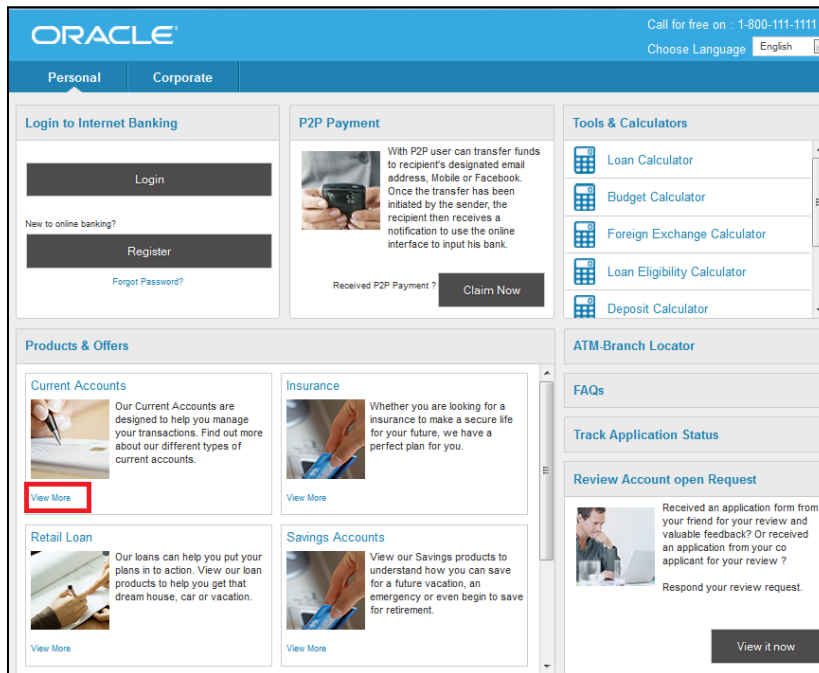 ORACLE
Call for free on : 1-800-111-1111
Choose Language English
Personal
Corporate
Login to Internet Banking
Login
New to online banking?
Register
Forgot Password?
P2P Payment
With P2P user can transfer funds
to recipient's designated email
address, Mobile or Facebook.
Once the transfer has been
initiated by the sender, the
recipient then receives a
notification to use the online
interface to input his bank.
Received P2P Payment ?
Claim Now
Tools & Calculators
Loan Calculator
Budget Calculator
Foreign Exchange Calculator
Loan Eligibility Calculator
Deposit Calculator
Products & Offers
Current Accounts
Our Current Accounts are
designed to help you manage
your transactions. Find out more
about our different types of
current accounts.
View More
Insurance
Whether you are looking for a
insurance to make a secure life
for your future, we have a
perfect plan for you.
View More
Retail Loan
Our loans can help you put your
plans in to action. View our loan
products to help you get that
dream house, car or vacation.
View More
Savings Accounts
View our Savings products to
understand how you can save
for a future vacation, an
emergency or even begin to save
for retirement.
View More
ATM-Branch Locator
FAQs
Track Application Status
Review Account open Request
Received an application form from
your friend for your review and
valuable feedback? Or received
an application from your co
applicant for your review ?
Respond your review request.
View it now